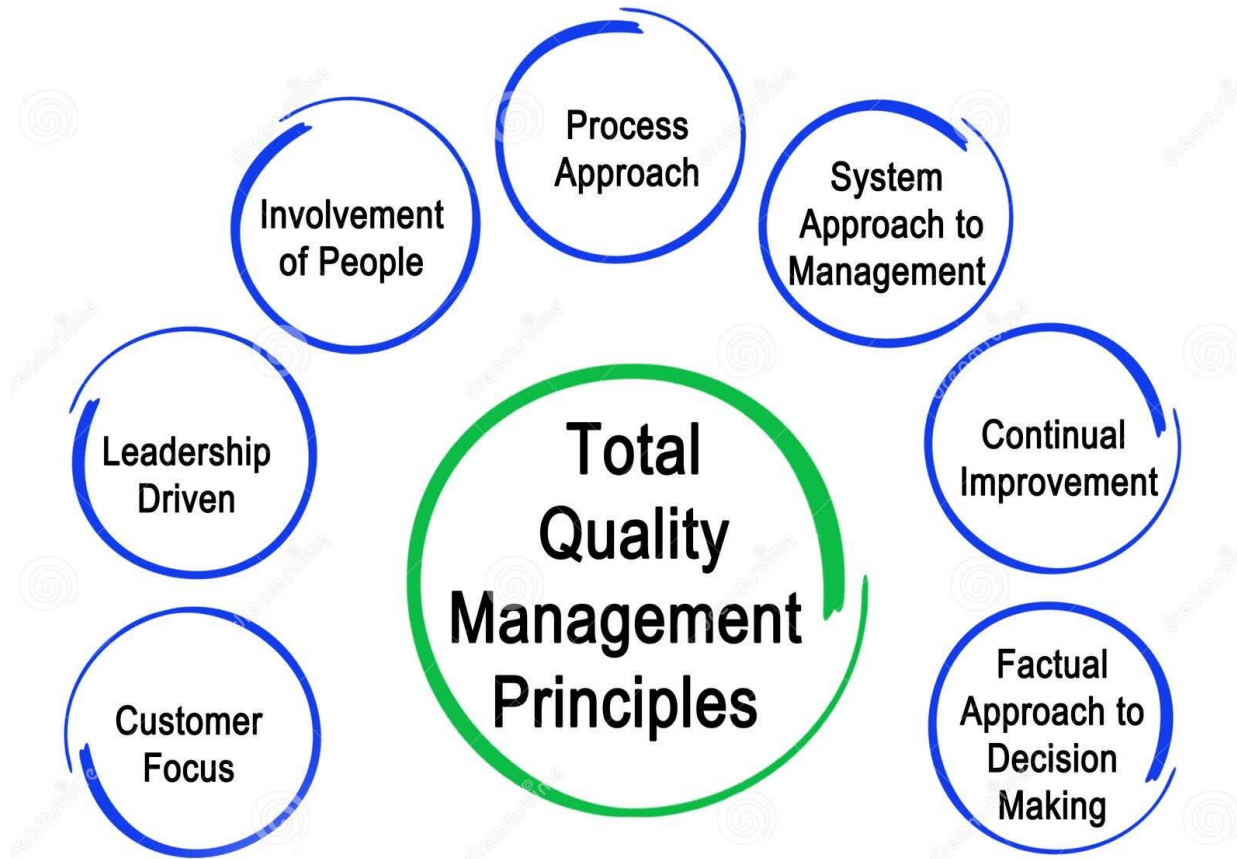 Process
Approach
Involvement
of People
System
Approach to
Management
Leadership
Driven
Continual
Improvement
Total
Quality
Management
Principles
Customer
Focus
Factual
Approach to
Decision
Making
dreamstime